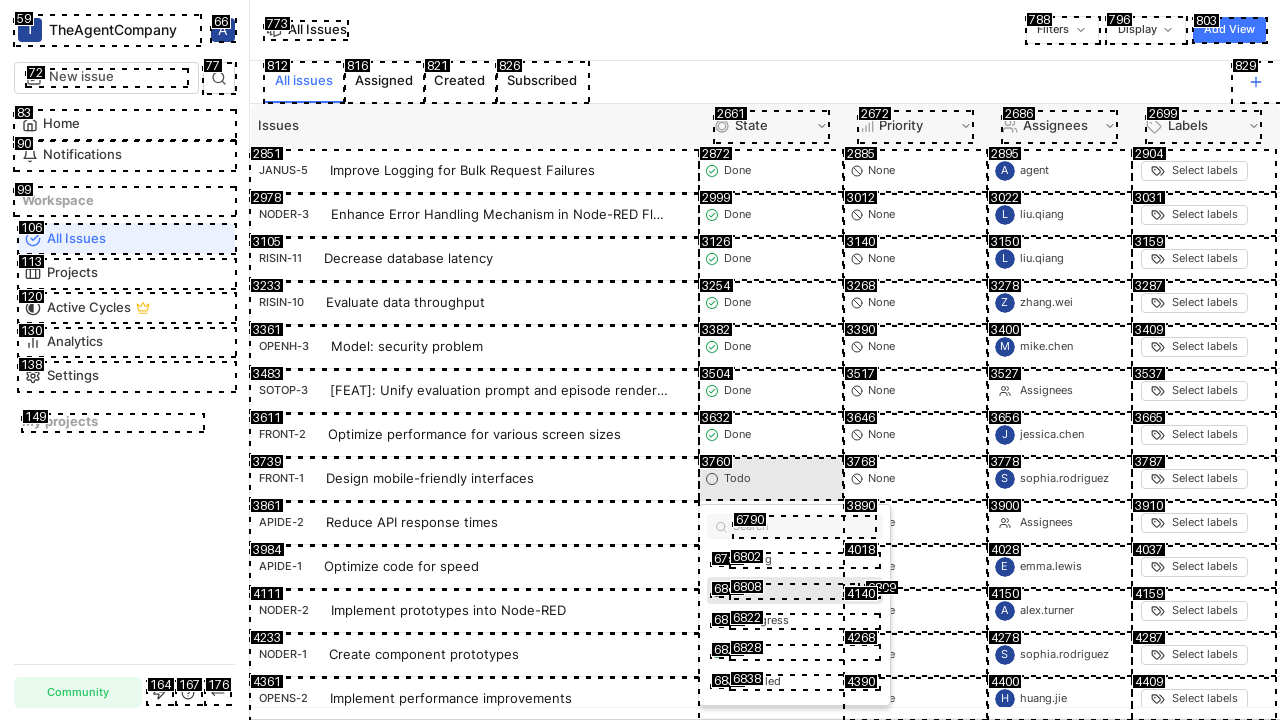 59 T TheAgentCompany 66 A
72 New issue 77
83 Home
90 Notifications
99 Workspace
106 All Issues
113 Projects
120 Active Cycles
130 Analytics
138 Settings
149 My projects
Community 164 167 176
773 All Issues 788 Filters 796 Display 803 Add View
812 All issues 816 Assigned 821 Created 826 Subscribed 829 +
Issues 2661 State 2672 Priority 2686 Assignees 2699 Labels
2851 JANUS-5 Improve Logging for Bulk Request Failures 2872 Done 2885 None 2895 A agent 2904 Select labels
2978 NODER-3 Enhance Error Handling Mechanism in Node-RED Fl... 2999 Done 3012 None 3022 L liu.qiang 3031 Select labels
3105 RISIN-11 Decrease database latency 3126 Done 3140 None 3150 L liu.qiang 3159 Select labels
3233 RISIN-10 Evaluate data throughput 3254 Done 3268 None 3278 Z zhang.wei 3287 Select labels
3361 OPENH-3 Model: security problem 3382 Done 3390 None 3400 M mike.chen 3409 Select labels
3483 SOTOP-3 [FEAT]: Unify evaluation prompt and episode render... 3504 Done 3517 None 3527 Assignees 3537 Select labels
3611 FRONT-2 Optimize performance for various screen sizes 3632 Done 3646 None 3656 J jessica.chen 3665 Select labels
3739 FRONT-1 Design mobile-friendly interfaces 3760 Todo 3768 None 3778 S sophia.rodriguez 3787 Select labels
3861 APIDE-2 Reduce API response times 6790 Search 3890 3900 Assignees 3910 Select labels
3984 APIDE-1 Optimize code for speed 6802 4018 4028 E emma.lewis 4037 Select labels
4111 NODER-2 Implement prototypes into Node-RED 6808 4140 4150 A alex.turner 4159 Select labels
4233 NODER-1 Create component prototypes 6822 6828 4268 4278 S sophia.rodriguez 4287 Select labels
4361 OPENS-2 Implement performance improvements 6838 4390 4400 H huang.jie 4409 Select labels